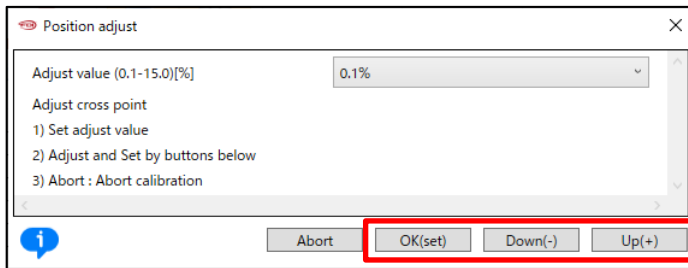 Position adjust
Adjust value (0.1-15.0)[%] 0.1%
Adjust cross point
1) Set adjust value
2) Adjust and Set by buttons below
3) Abort : Abort calibration
Abort OK(set) Down(-) Up(+)